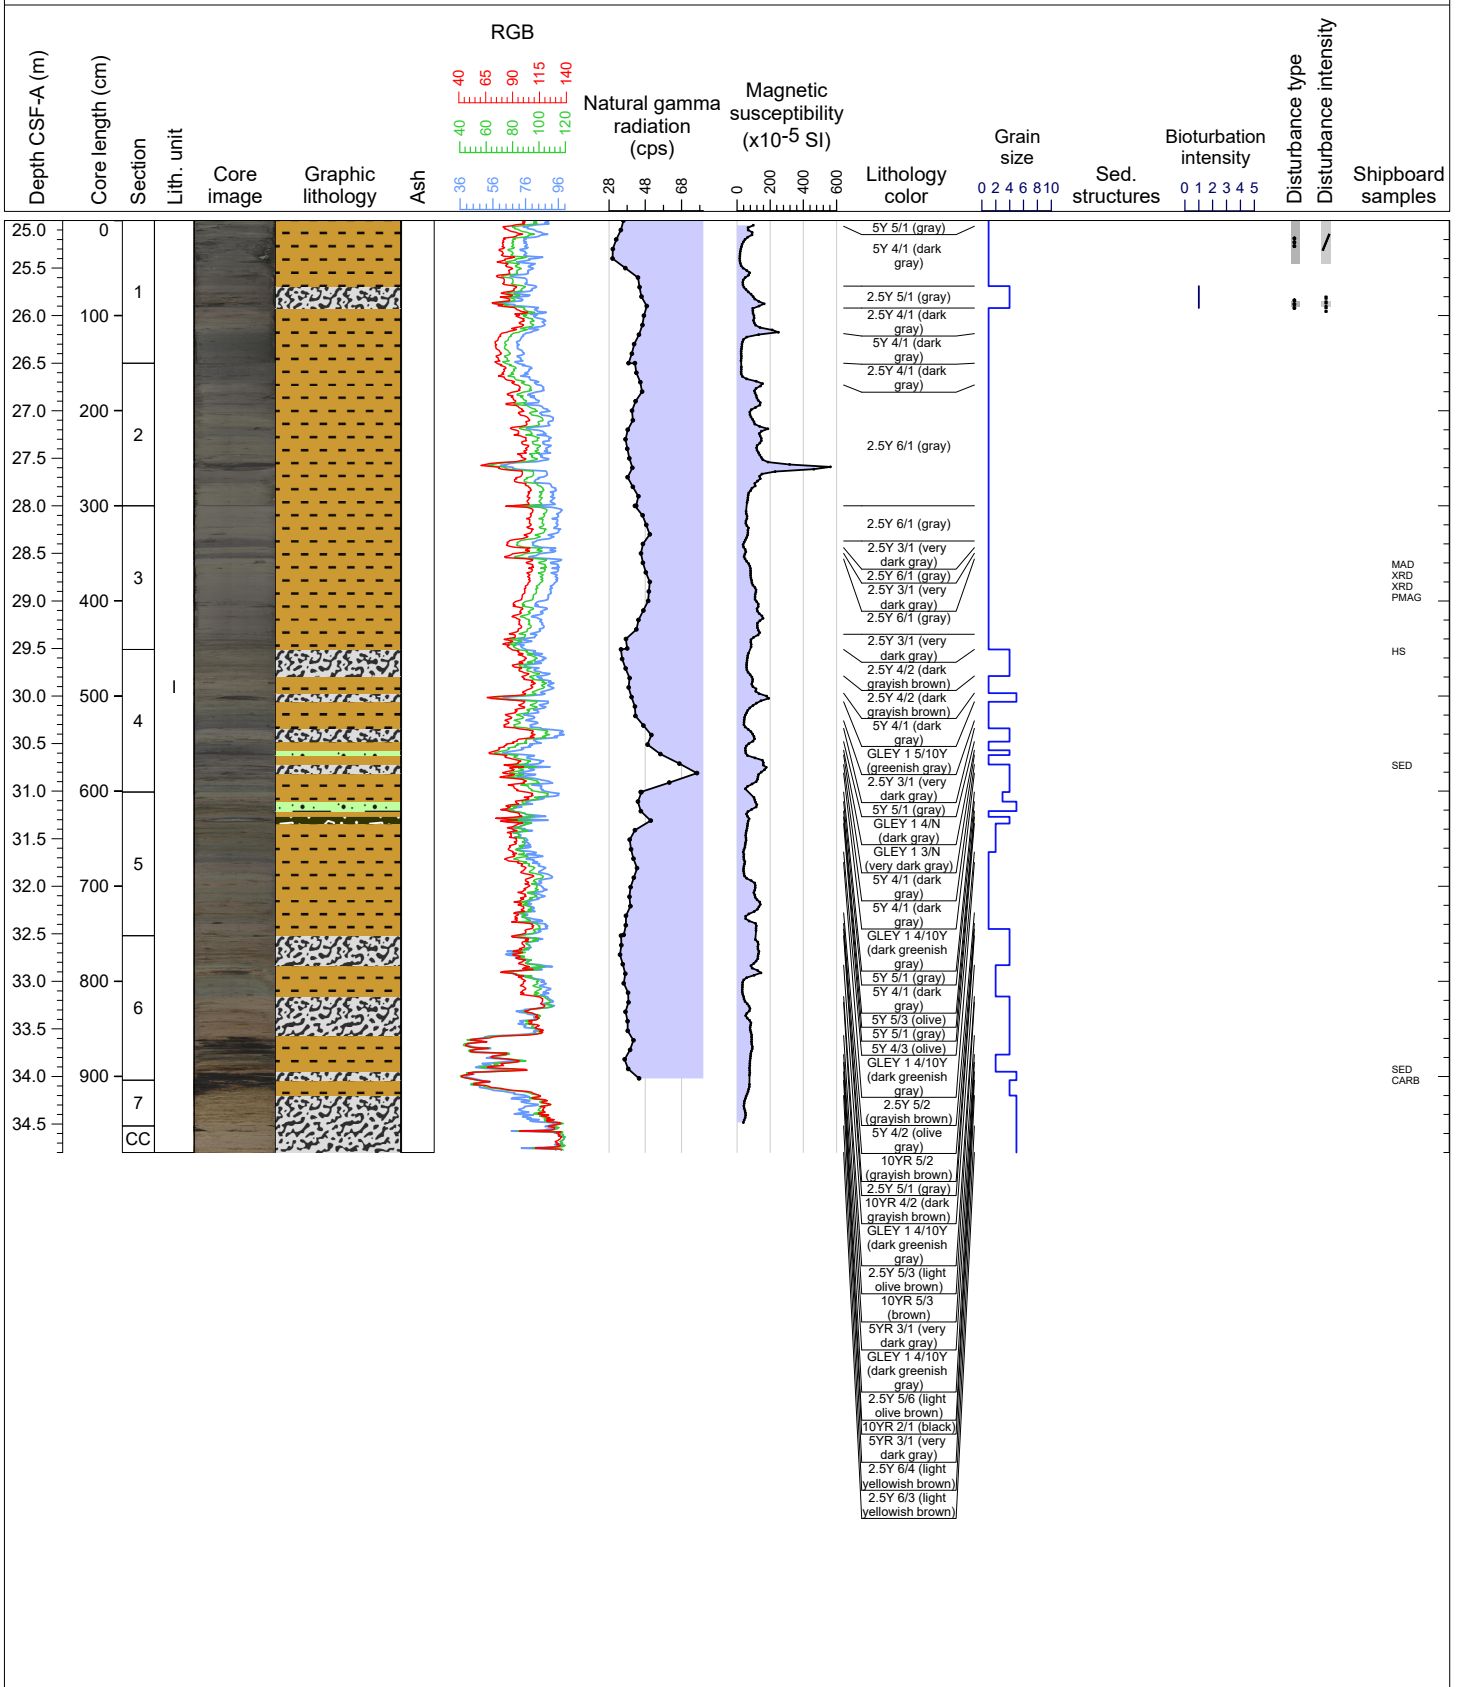 RGB
Depth CSF-A (m)
Core length (cm)
Section
Lith. unit
Core
image
Graphic
lithology
Ash
40 65 90 115 140
40 60 80 100 120
36 56 76 96
Natural gamma
radiation
(cps)
28 48 68
Magnetic
susceptibility
(x10-5 SI)
0 200 400 600
Lithology
color
Grain
size
0 2 4 6 8 10
Sed.
structures
Bioturbation
intensity
0 1 2 3 4 5
Disturbance type
Disturbance intensity
Shipboard
samples
25.0
25.5
26.0
26.5
27.0
27.5
28.0
28.5
29.0
29.5
30.0
30.5
31.0
31.5
32.0
32.5
33.0
33.5
34.0
34.5
0
100
200
300
400
500
600
700
800
900
1
2
3
4
5
6
7
CC
I
5Y 5/1 (gray)
5Y 4/1 (dark
gray)
2.5Y 5/1 (gray)
2.5Y 4/1 (dark
gray)
5Y 4/1 (dark
gray)
2.5Y 4/1 (dark
gray)
2.5Y 6/1 (gray)
2.5Y 6/1 (gray)
2.5Y 3/1 (very
dark gray)
2.5Y 6/1 (gray)
2.5Y 3/1 (very
dark gray)
2.5Y 6/1 (gray)
2.5Y 3/1 (very
dark gray)
2.5Y 4/2 (dark
grayish brown)
2.5Y 4/2 (dark
grayish brown)
5Y 4/1 (dark
gray)
GLEY 1 5/10Y
(greenish gray)
2.5Y 3/1 (very
dark gray)
5Y 5/1 (gray)
GLEY 1 4/N
(dark gray)
GLEY 1 3/N
(very dark gray)
5Y 4/1 (dark
gray)
5Y 4/1 (dark
gray)
GLEY 1 4/10Y
(dark greenish
gray)
5Y 5/1 (gray)
5Y 4/1 (dark
gray)
5Y 5/3 (olive)
5Y 5/1 (gray)
5Y 4/3 (olive)
GLEY 1 4/10Y
(dark greenish
gray)
2.5Y 5/2
(grayish brown)
5Y 4/2 (olive
gray)
10YR 5/2
(grayish brown)
2.5Y 5/1 (gray)
10YR 4/2 (dark
grayish brown)
GLEY 1 4/10Y
(dark greenish
gray)
2.5Y 5/3 (light
olive brown)
10YR 5/3
(brown)
5YR 3/1 (very
dark gray)
GLEY 1 4/10Y
(dark greenish
gray)
2.5Y 5/6 (light
olive brown)
10YR 2/1 (black)
5YR 3/1 (very
dark gray)
2.5Y 6/4 (light
yellowish brown)
2.5Y 6/3 (light
yellowish brown)
MAD
XRD
XRD
PMAG
HS
SED
SED
CARB